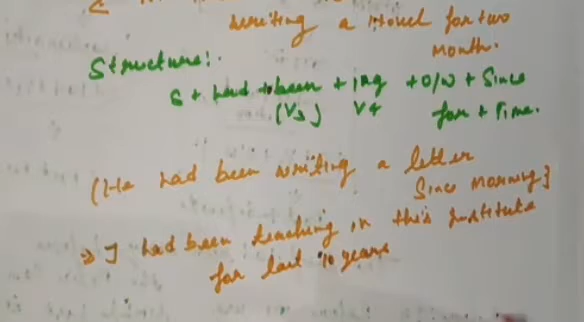 writing a Novel for two
month.
Structure:-
S + had + been + ing + O/W + Since
(V3) V4 for + Time.
(He had been writing a letter
Since Morning}
⇒ I had been teaching in this institute
for last 10 years